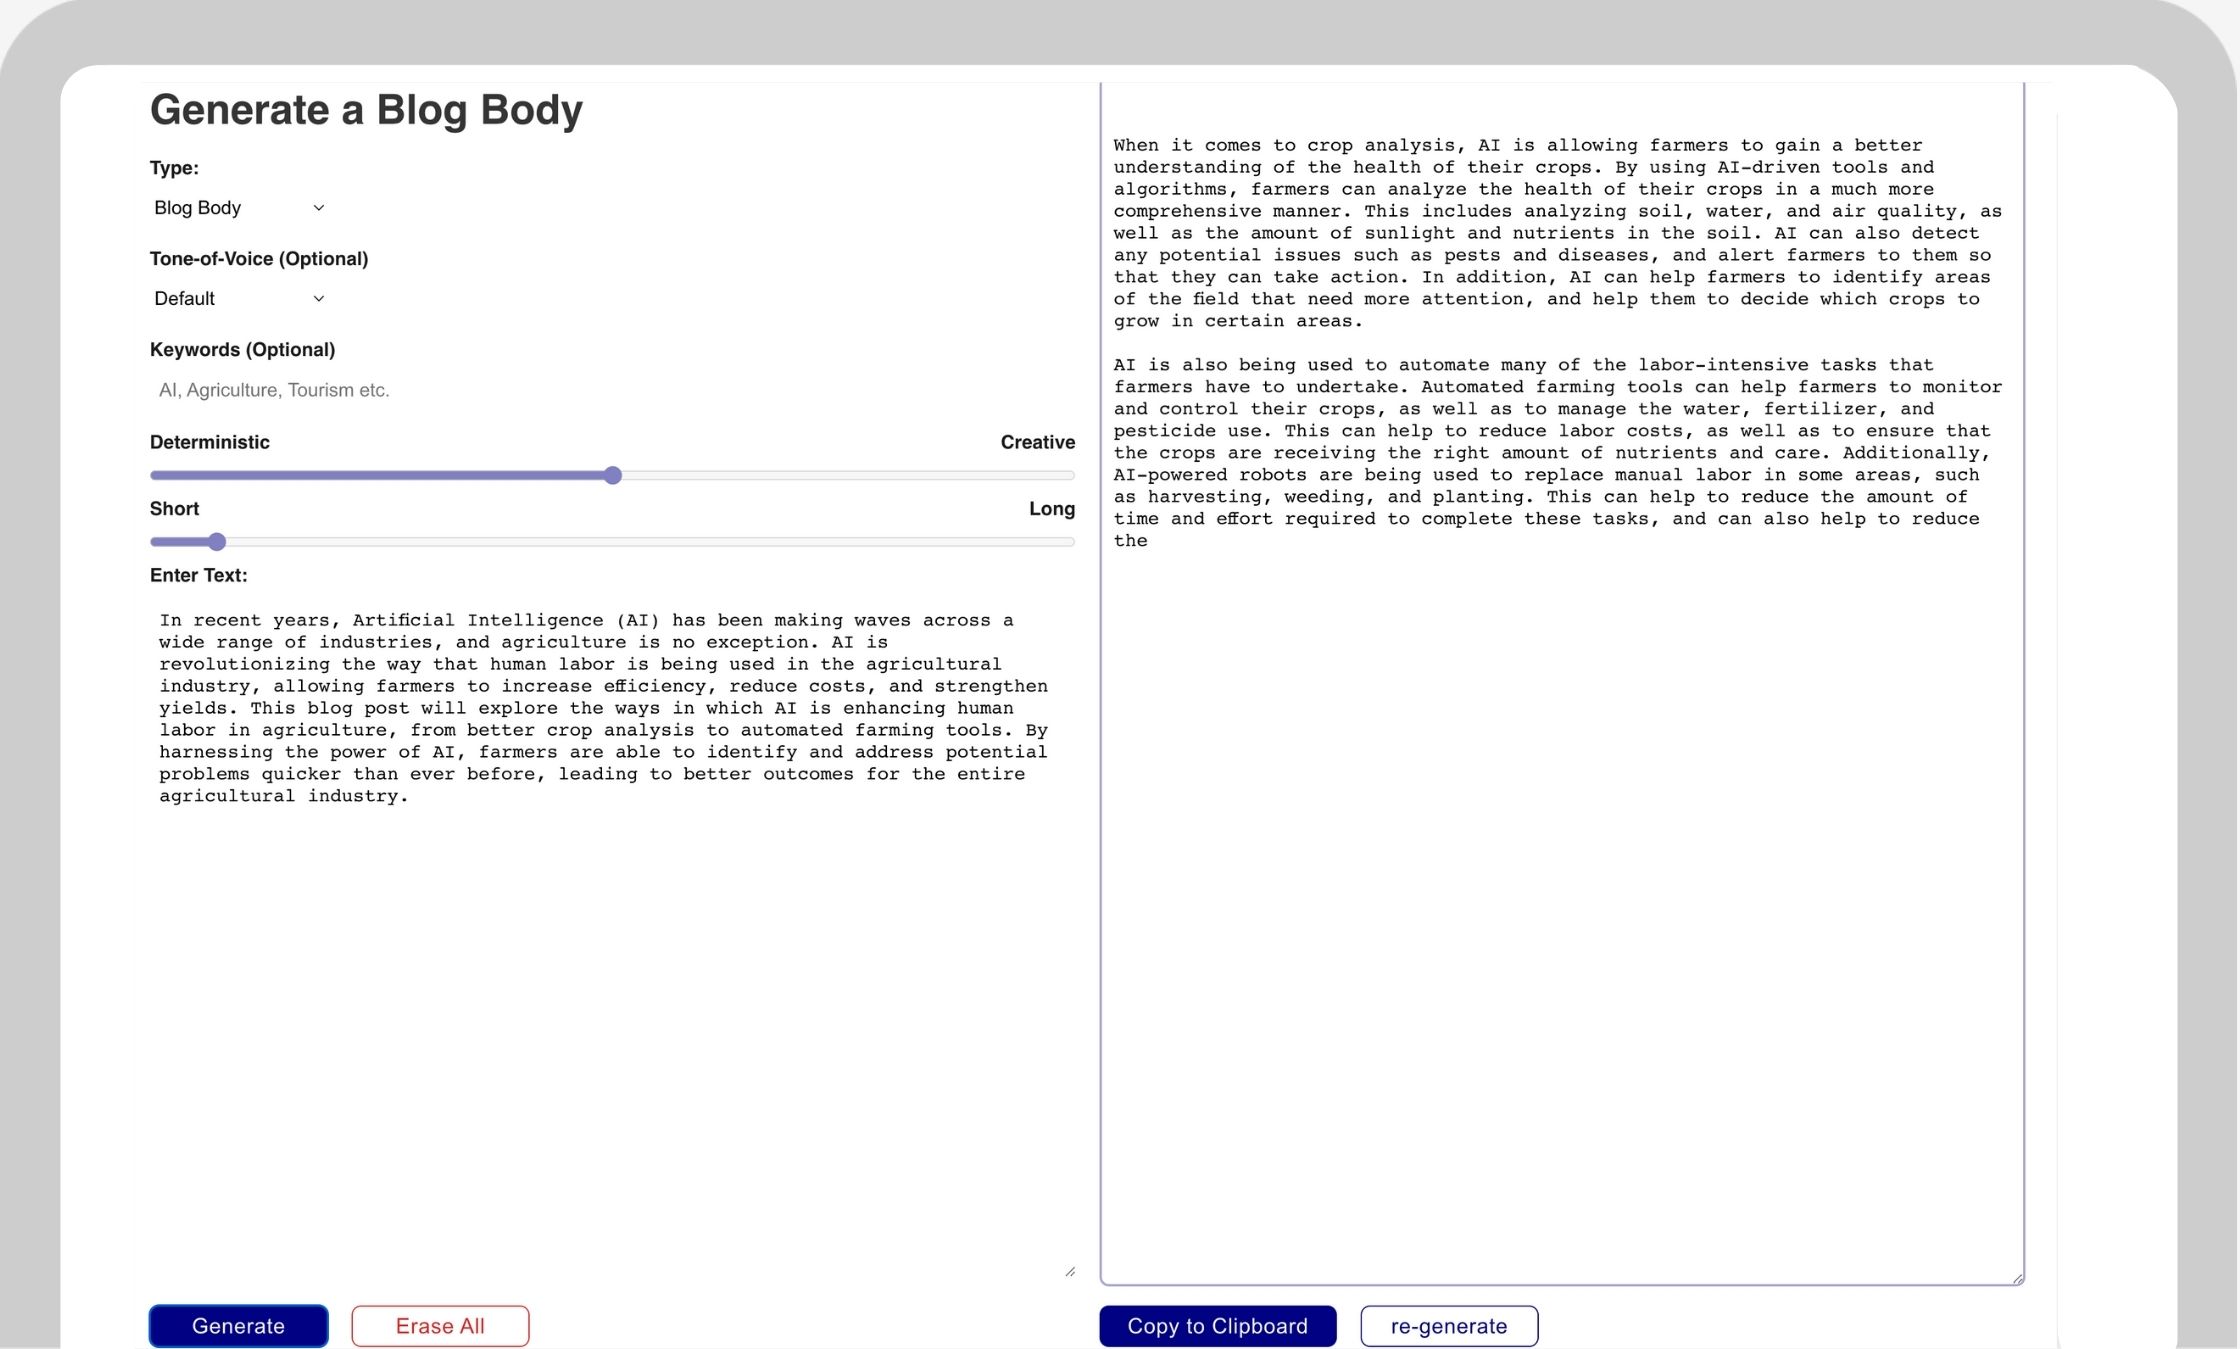 Generate a Blog Body
Type:
Blog Body
Tone-of-Voice (Optional)
Default
Keywords (Optional)
AI, Agriculture, Tourism etc.
Deterministic
Creative
Short
Long
Enter Text:
In recent years, Artificial Intelligence (AI) has been making waves across a
wide range of industries, and agriculture is no exception. AI is
revolutionizing the way that human labor is being used in the agricultural
industry, allowing farmers to increase efficiency, reduce costs, and strengthen
yields. This blog post will explore the ways in which AI is enhancing human
labor in agriculture, from better crop analysis to automated farming tools. By
harnessing the power of AI, farmers are able to identify and address potential
problems quicker than ever before, leading to better outcomes for the entire
agricultural industry.
Generate
Erase All
When it comes to crop analysis, AI is allowing farmers to gain a better
understanding of the health of their crops. By using AI-driven tools and
algorithms, farmers can analyze the health of their crops in a much more
comprehensive manner. This includes analyzing soil, water, and air quality, as
well as the amount of sunlight and nutrients in the soil. AI can also detect
any potential issues such as pests and diseases, and alert farmers to them so
that they can take action. In addition, AI can help farmers to identify areas
of the field that need more attention, and help them to decide which crops to
grow in certain areas.
AI is also being used to automate many of the labor-intensive tasks that
farmers have to undertake. Automated farming tools can help farmers to monitor
and control their crops, as well as to manage the water, fertilizer, and
pesticide use. This can help to reduce labor costs, as well as to ensure that
the crops are receiving the right amount of nutrients and care. Additionally,
AI-powered robots are being used to replace manual labor in some areas, such
as harvesting, weeding, and planting. This can help to reduce the amount of
time and effort required to complete these tasks, and can also help to reduce
the
Copy to Clipboard
re-generate